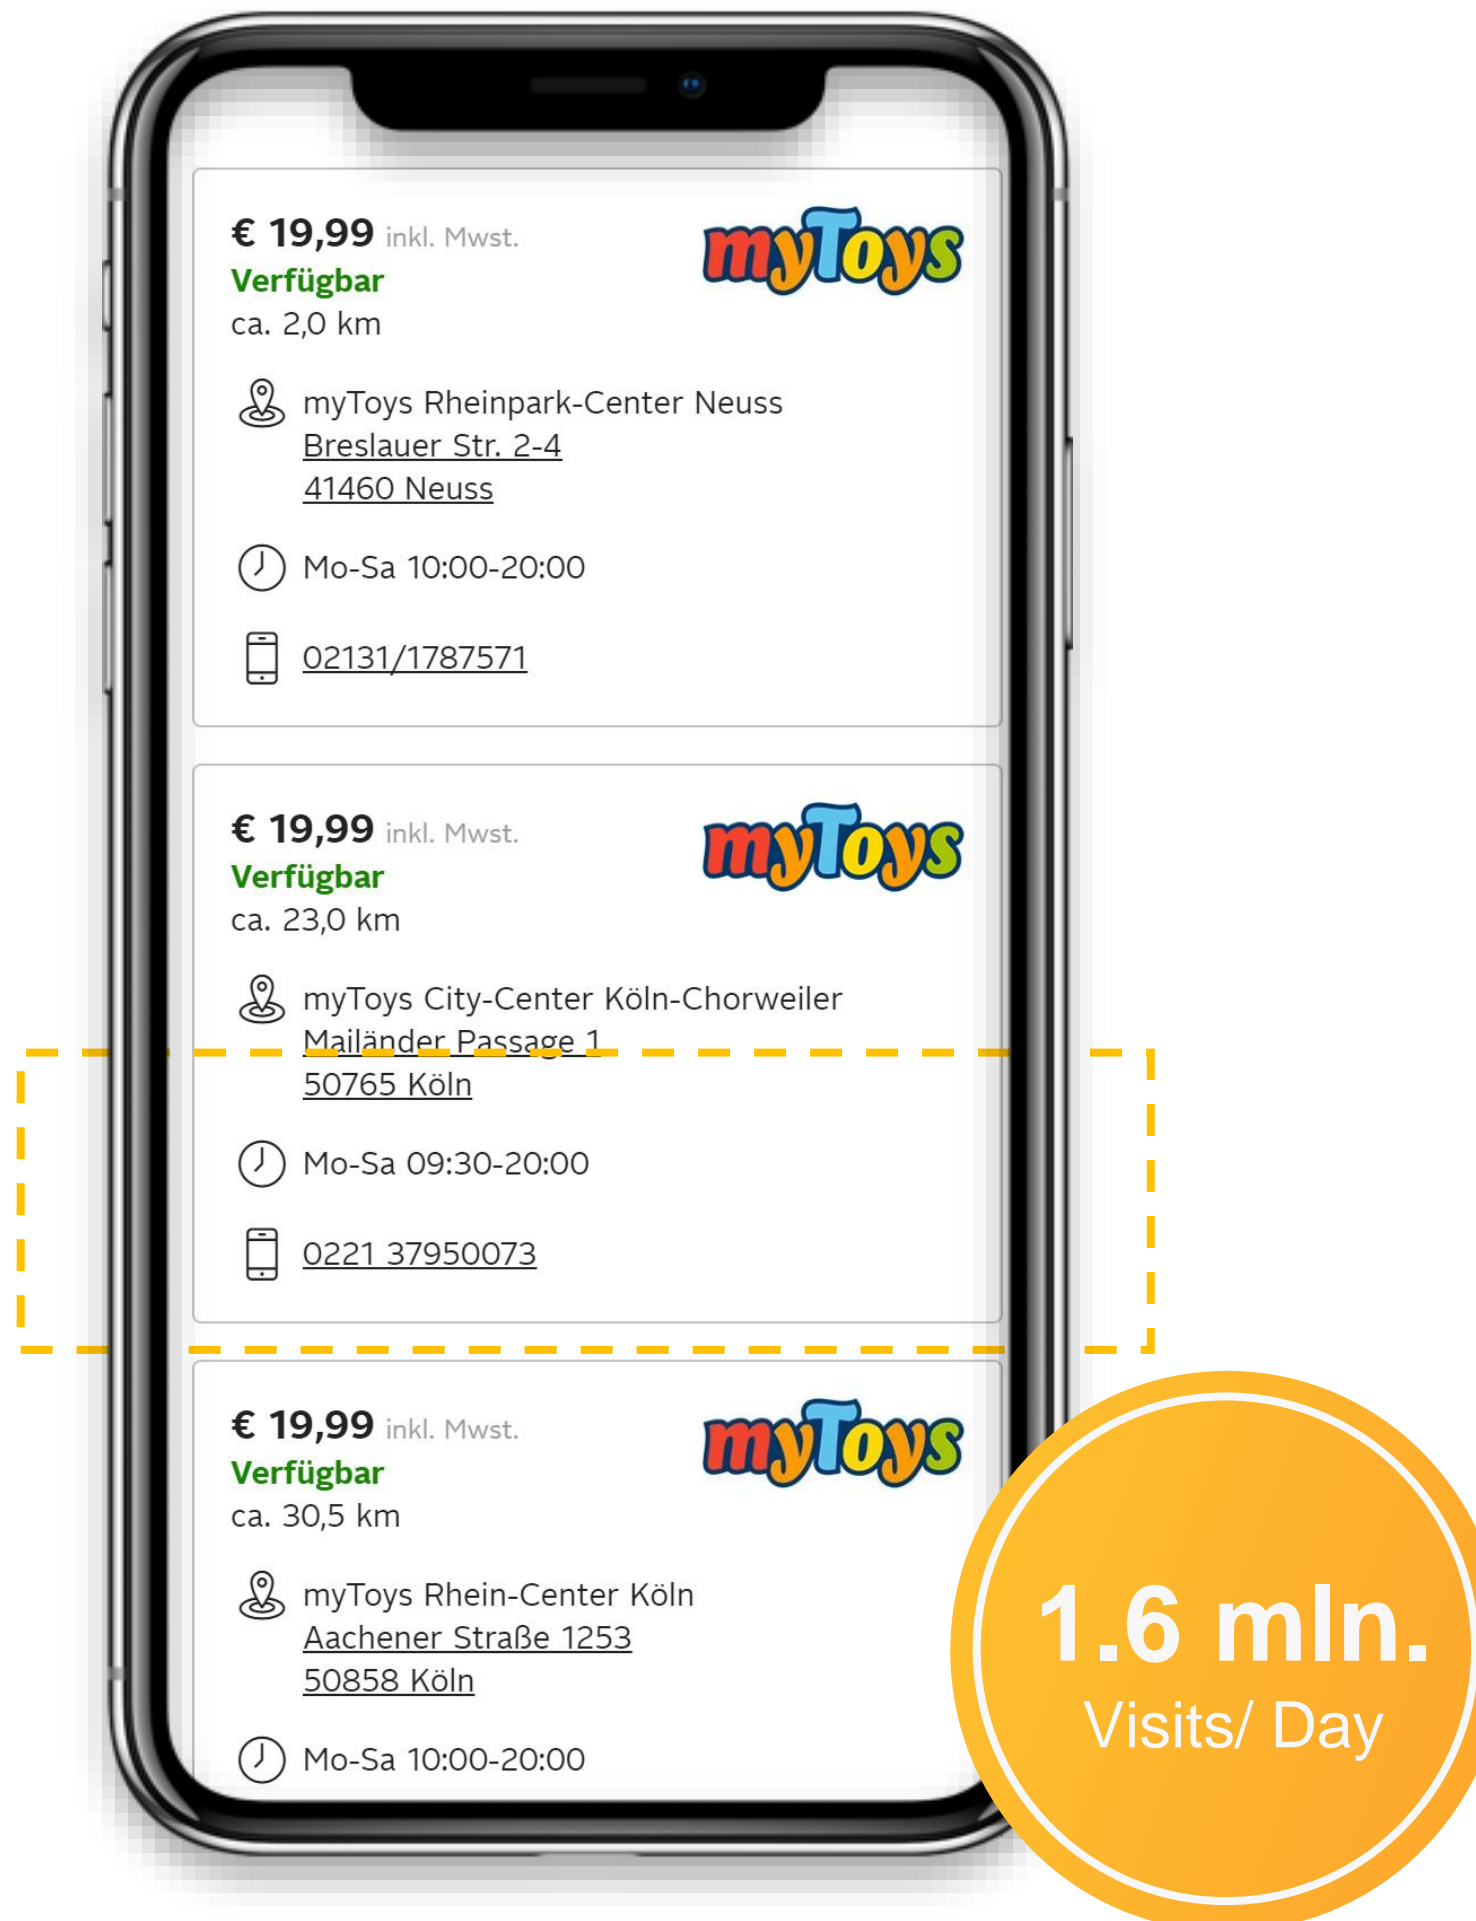 € 19,99 inkl. Mwst.
myToys
Verfügbar
ca. 2,0 km
myToys Rheinpark-Center Neuss
Breslauer Str. 2-4
41460 Neuss
Mo-Sa 10:00-20:00
02131/1787571
€ 19,99 inkl. Mwst.
myToys
Verfügbar
ca. 23,0 km
myToys City-Center Köln-Chorweiler
Mailänder Passage 1
50765 Köln
Mo-Sa 09:30-20:00
0221 37950073
€ 19,99 inkl. Mwst.
myToys
Verfügbar
ca. 30,5 km
myToys Rhein-Center Köln
Aachener Straße 1253
50858 Köln
Mo-Sa 10:00-20:00
1.6 mln.
Visits/ Day